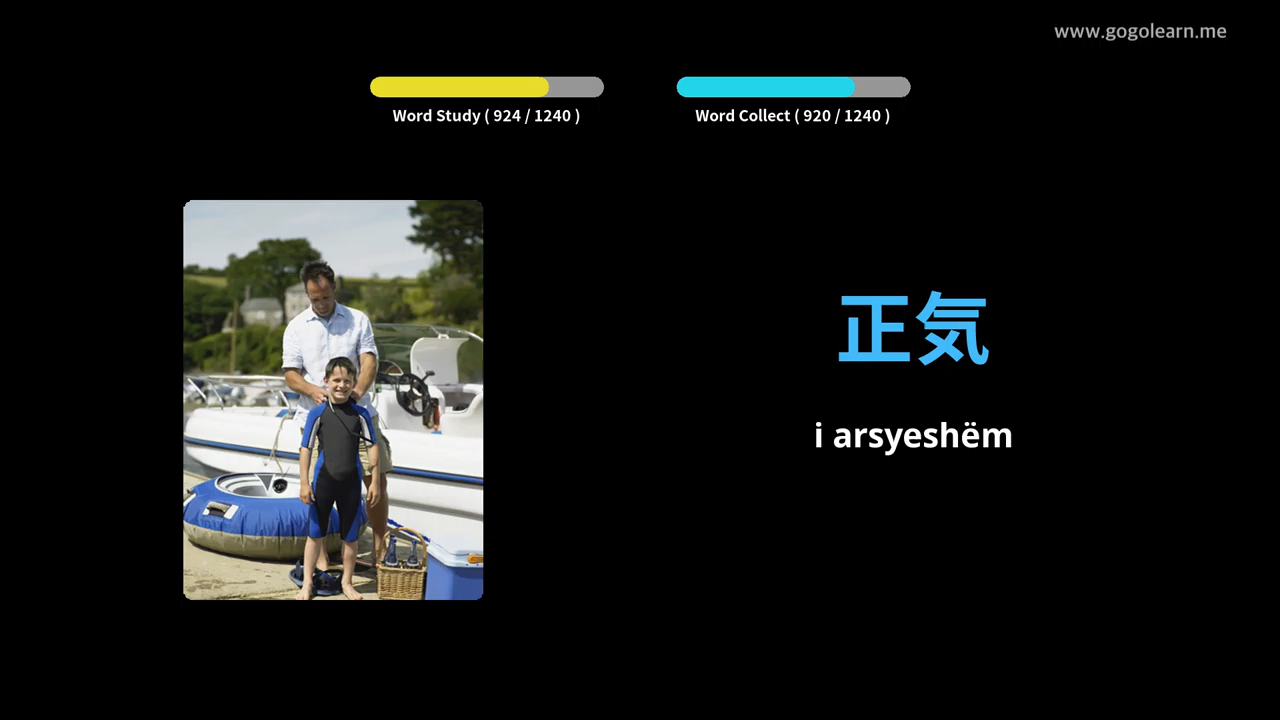 www.gogolearn.me
Word Study ( 924 / 1240 )
Word Collect ( 920 / 1240 )
正気
i arsyeshëm